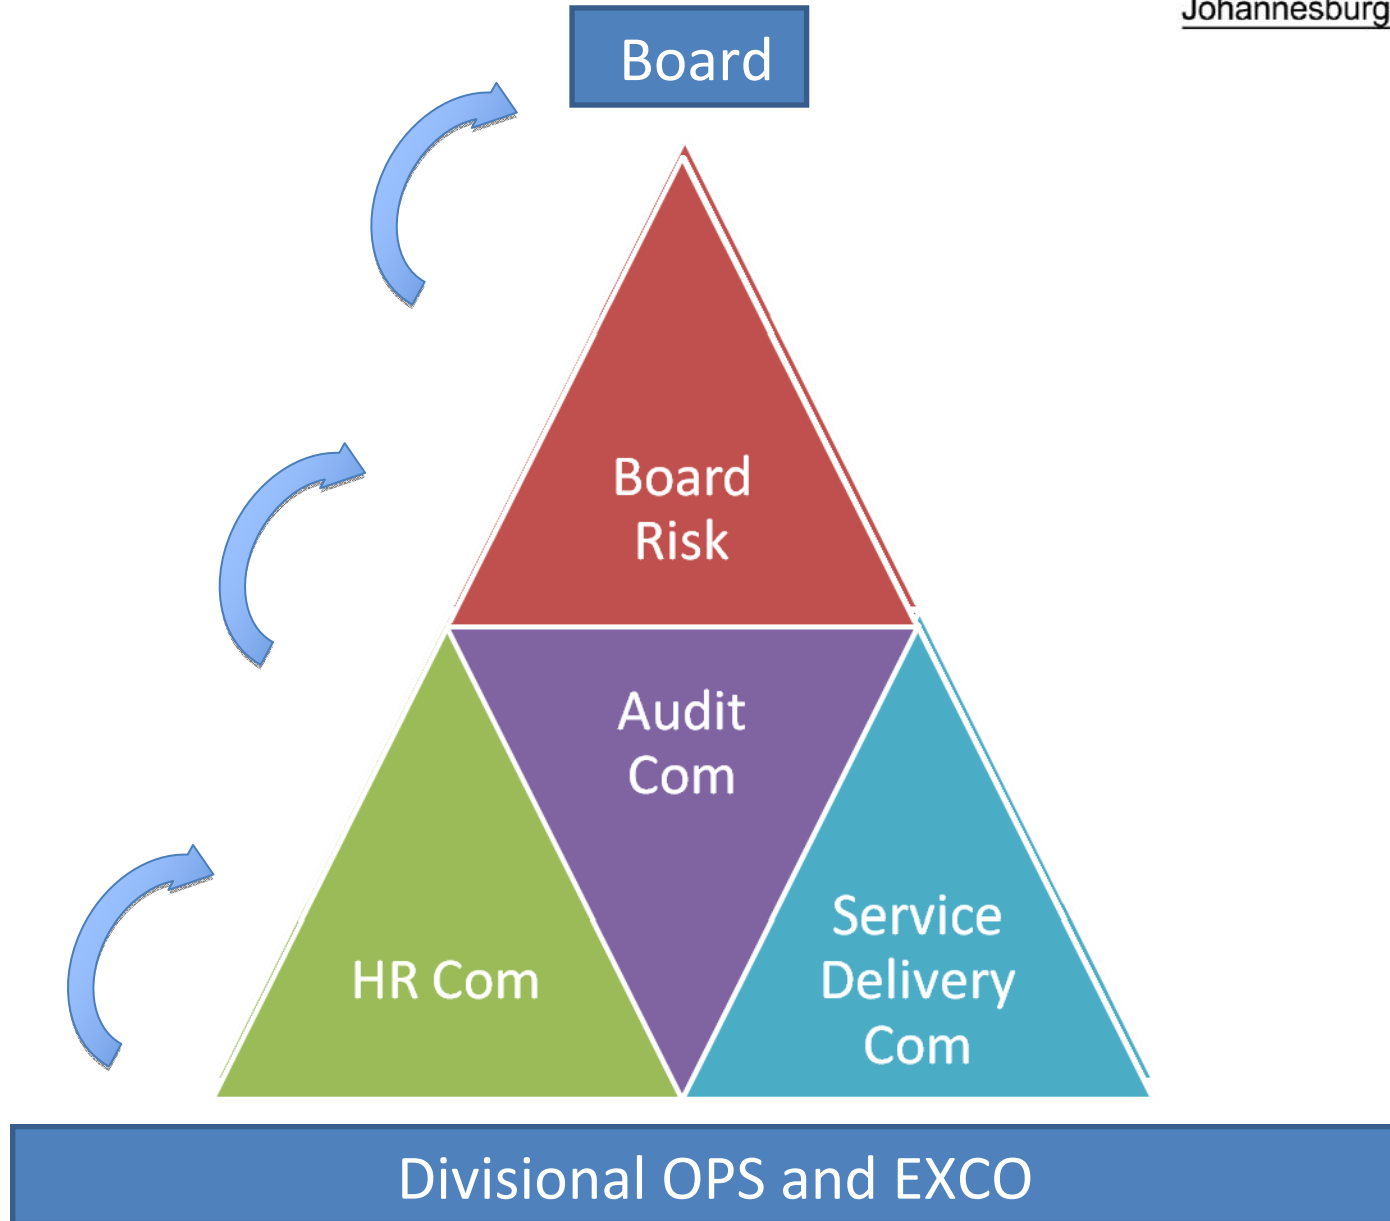 Johannesburg
Board
Board
Risk
Audit
Com
HR Com
Service
Delivery
Com
Divisional OPS and EXCO